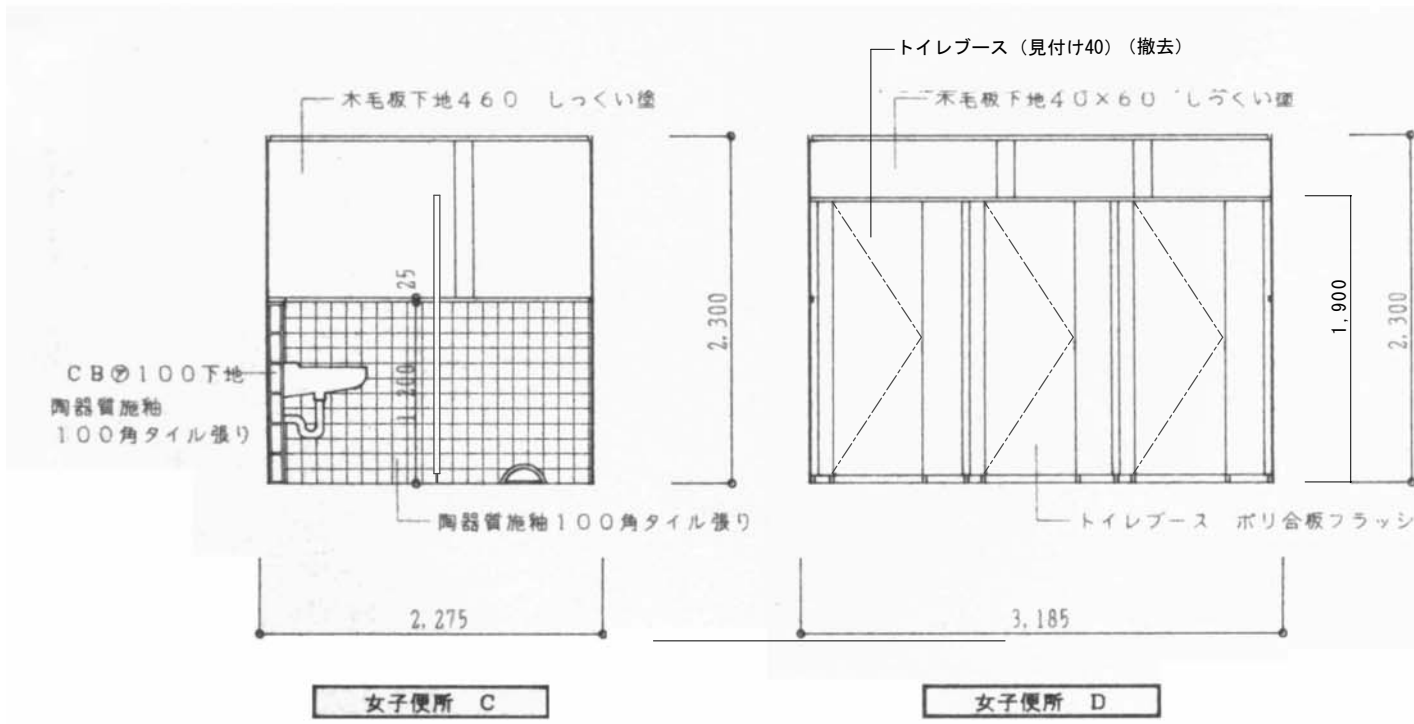 トイレブース（見付け40）（撤去）
木毛板下地460　しっくい塗
木毛板下地40×60　しっくい塗
25
2,300
1,900
2,300
CB㋐100下地
陶器質施釉
100角タイル張り
1,200
陶器質施釉100角タイル張り
トイレブース　ポリ合板フラッシ
2,275
3,185
女子便所　C
女子便所　D